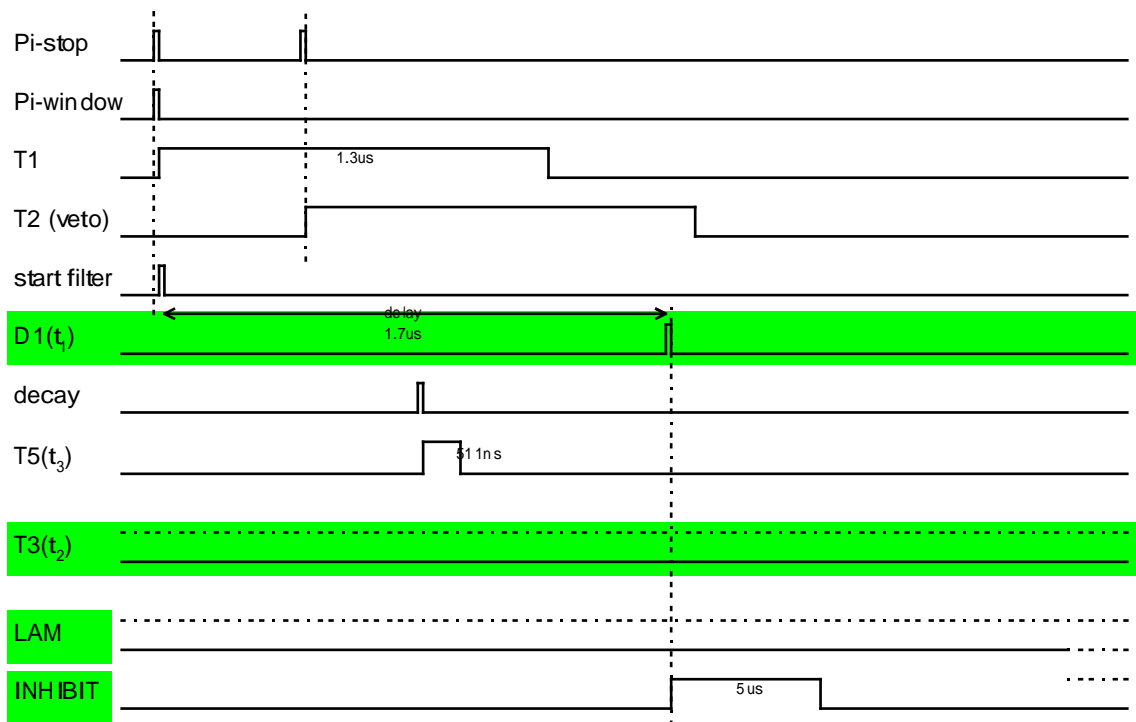 Pi-stop
Pi-window
T1
1.3us
T2 (veto)
start filter
delay
D1(t₁)
1.7us
decay
T5(t₃)
511ns
T3(t₂)
LAM
INHIBIT
5us